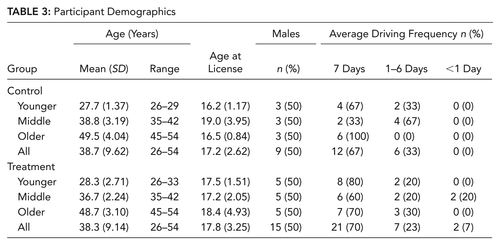 TABLE 3: Participant Demographics
Age (Years) Males Average Driving Frequency n (%)
Group Mean (SD) Range Age at License n (%) 7 Days 1–6 Days <1 Day
Control
Younger 27.7 (1.37) 26–29 16.2 (1.17) 3 (50) 4 (67) 2 (33) 0 (0)
Middle 38.8 (3.19) 35–42 19.0 (3.95) 3 (50) 2 (33) 4 (67) 0 (0)
Older 49.5 (4.04) 45–54 16.5 (0.84) 3 (50) 6 (100) 0 (0) 0 (0)
All 38.7 (9.62) 26–54 17.2 (2.62) 9 (50) 12 (67) 6 (33) 0 (0)
Treatment
Younger 28.3 (2.71) 26–33 17.5 (1.51) 5 (50) 8 (80) 2 (20) 0 (0)
Middle 36.7 (2.24) 35–42 17.2 (2.05) 5 (50) 6 (60) 2 (20) 2 (20)
Older 48.7 (3.10) 45–54 18.4 (4.93) 5 (50) 7 (70) 3 (30) 0 (0)
All 38.3 (9.14) 26–54 17.8 (3.25) 15 (50) 21 (70) 7 (23) 2 (7)